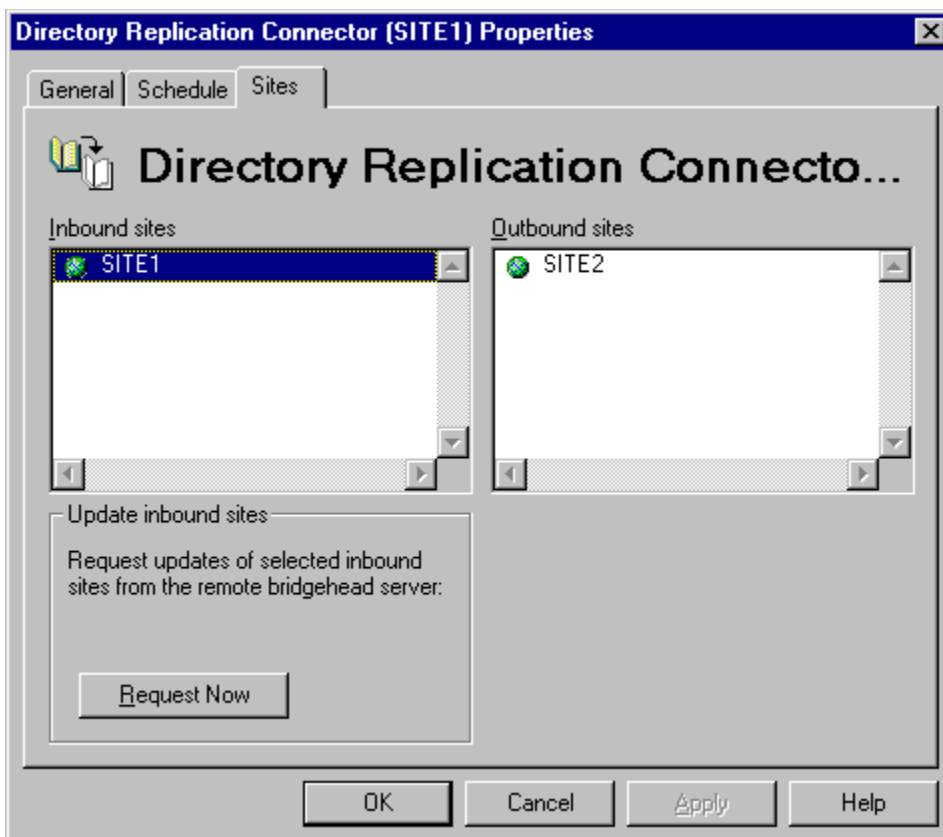 Directory Replication Connector (SITE1) Properties
General Schedule Sites
Directory Replication Connecto...
Inbound sites
SITE1
Outbound sites
SITE2
Update inbound sites
Request updates of selected inbound
sites from the remote bridgehead server:
Request Now
OK Cancel Apply Help